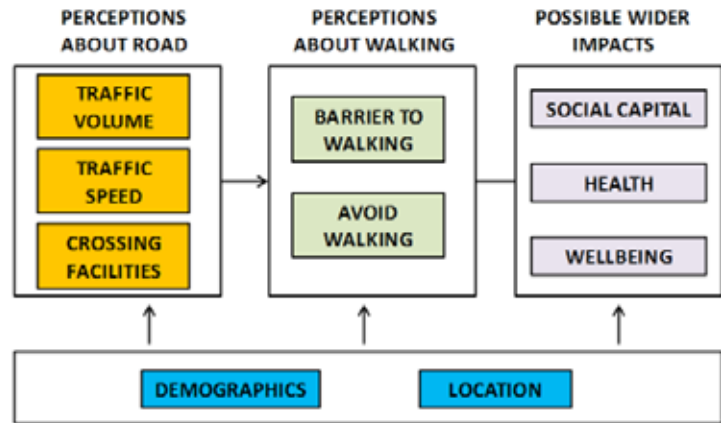 PERCEPTIONS
ABOUT ROAD
TRAFFIC
VOLUME
TRAFFIC
SPEED
CROSSING
FACILITIES
PERCEPTIONS
ABOUT WALKING
BARRIER TO
WALKING
AVOID
WALKING
POSSIBLE WIDER
IMPACTS
SOCIAL CAPITAL
HEALTH
WELLBEING
DEMOGRAPHICS
LOCATION